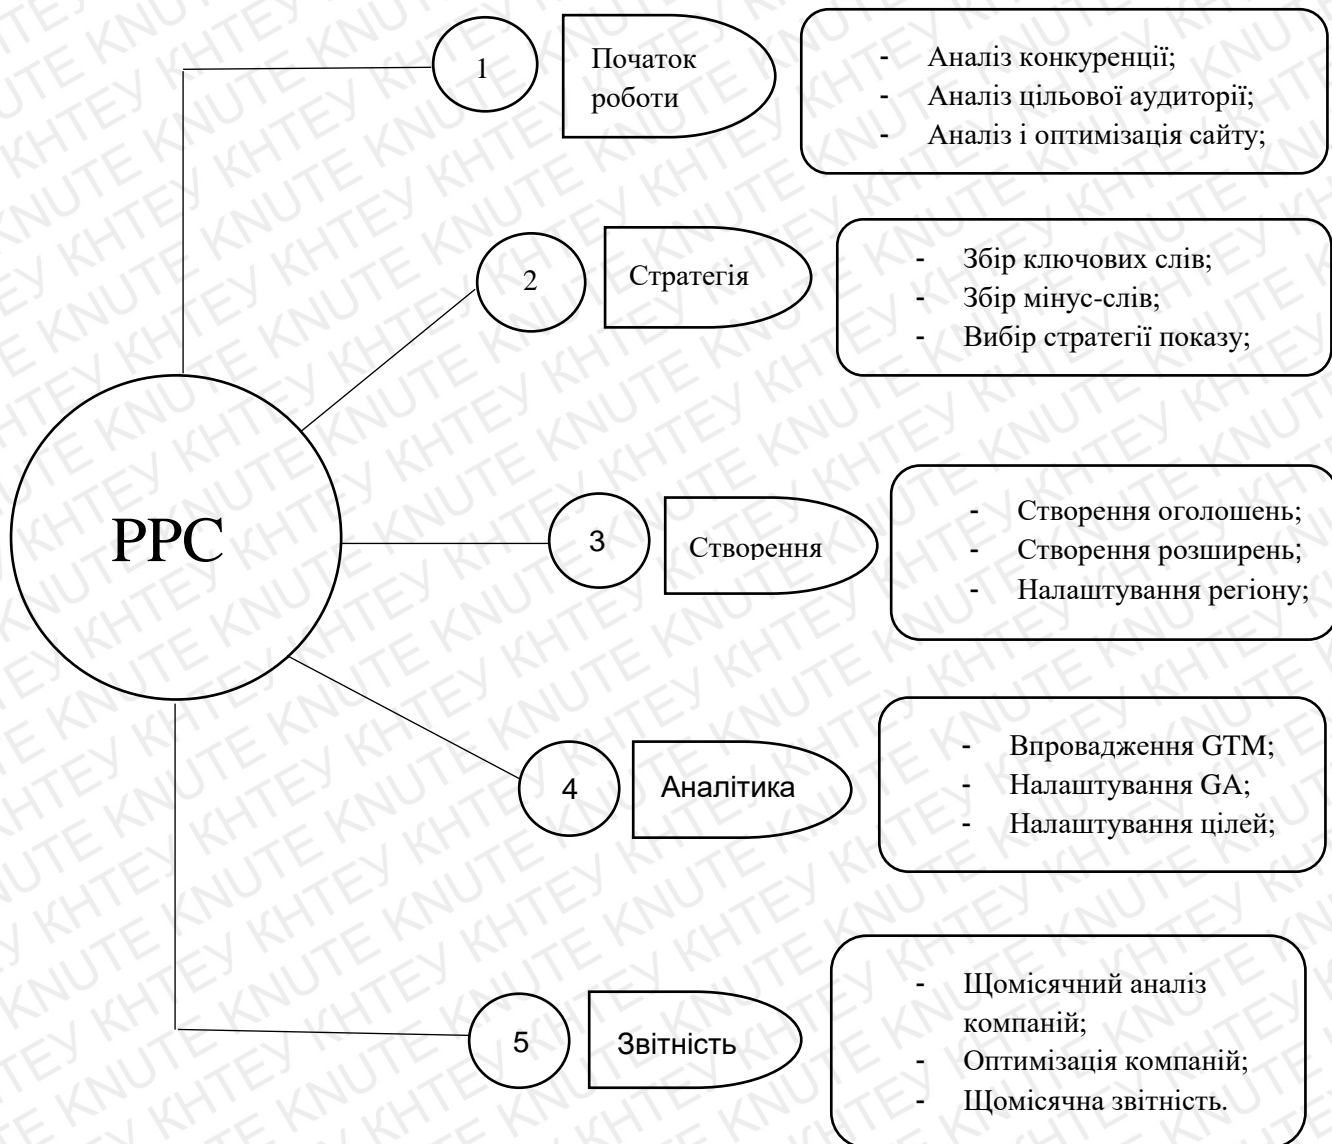 1
Початок
роботи
- Аналіз конкуренції;
- Аналіз цільової аудиторії;
- Аналіз і оптимізація сайту;
2
Стратегія
- Збір ключових слів;
- Збір мінус-слів;
- Вибір стратегії показу;
PPC
3
Створення
- Створення оголошень;
- Створення розширень;
- Налаштування регіону;
4
Аналітика
- Впровадження GTM;
- Налаштування GA;
- Налаштування цілей;
5
Звітність
- Щомісячний аналіз
компаній;
- Оптимізація компаній;
- Щомісячна звітність.